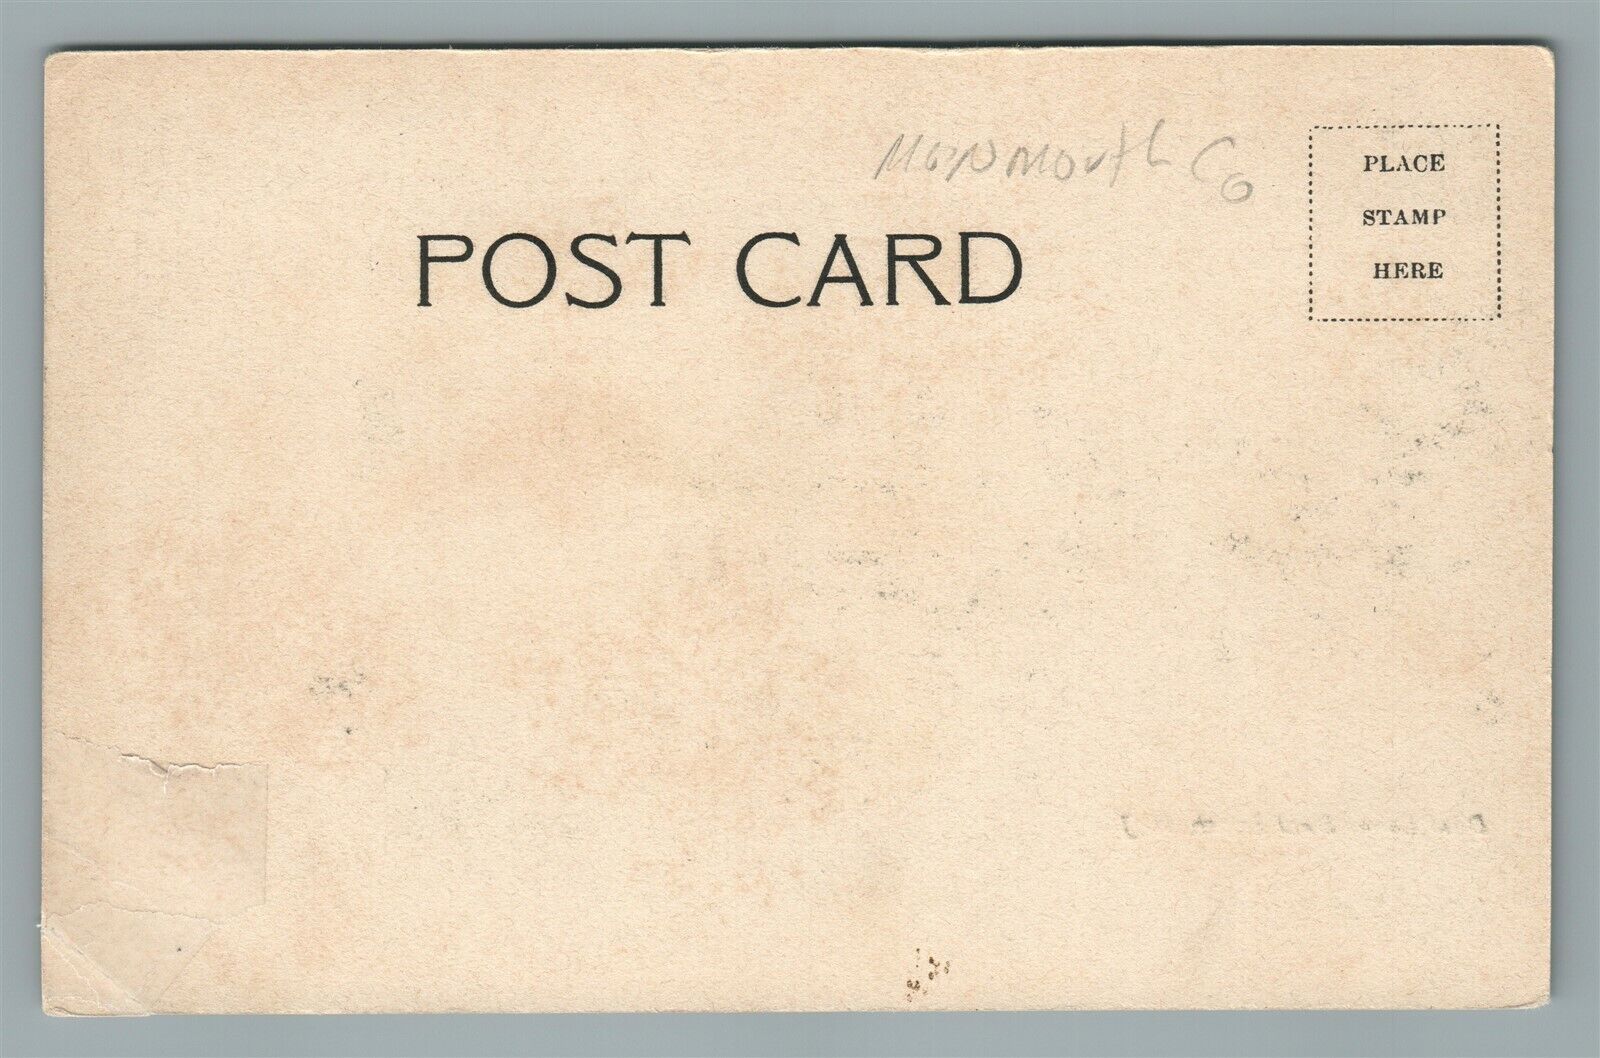 Monmouth Co
POST CARD
PLACE
STAMP
HERE